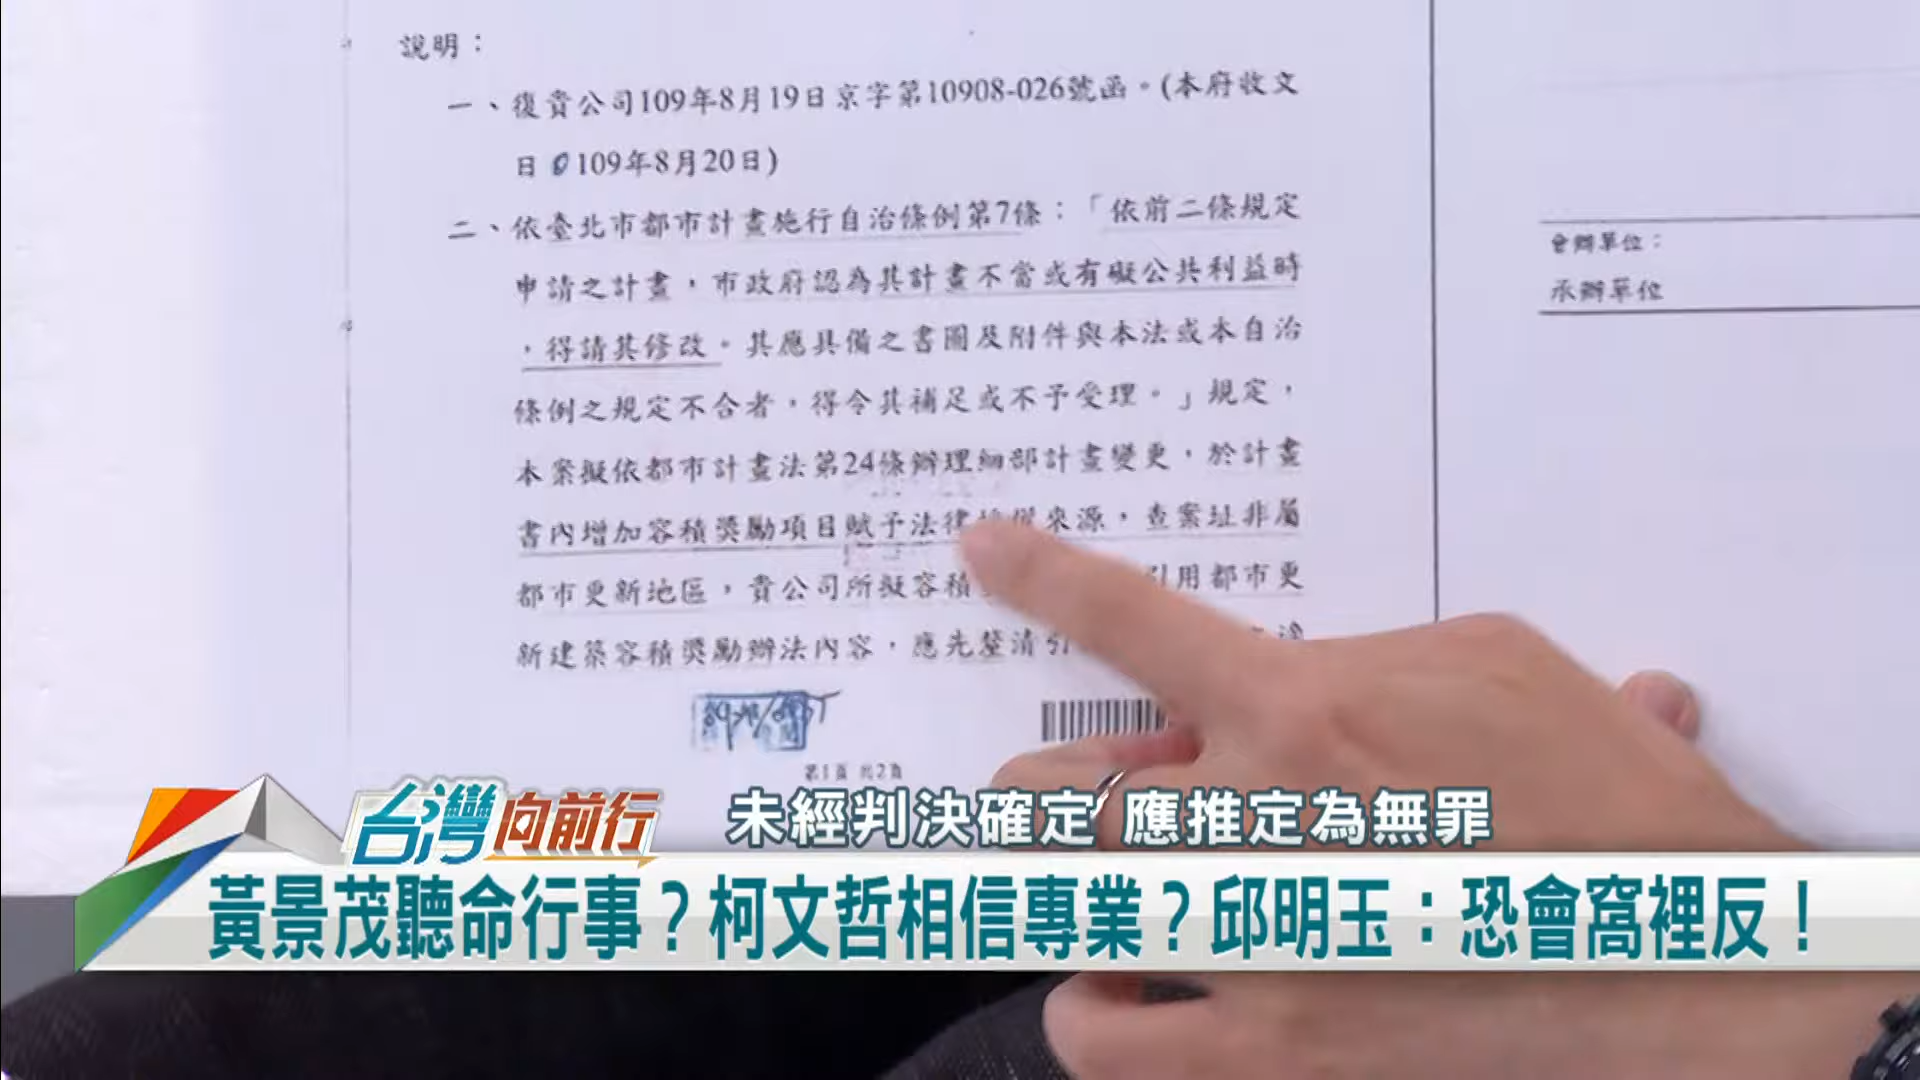 說明：
一、復貴公司109年8月19日京字第10908-026號函。(本府收文
日109年8月20日)
二、依臺北市都市計畫施行自治條例第7條：「依前二條規定
申請之計畫，市政府認為其計畫不當或有礙公共利益時
，得請其修改。其應具備之書圖及附件與本法或本自治
條例之規定不合者，得令其補足或不予受理。」規定，
本案擬依都市計畫法第24條辦理細部計畫變更，於計畫
書內增加容積獎勵項目賦予法律 來源，查案址非屬
都市更新地區，貴公司所擬容積 引用都市更
新建築容積獎勵辦法內容，應先釐清引
第1頁 共2頁
會辦單位：
承辦單位
台灣向前行
未經判決確定 應推定為無罪
黃景茂聽命行事？柯文哲相信專業？邱明玉：恐會窩裡反！